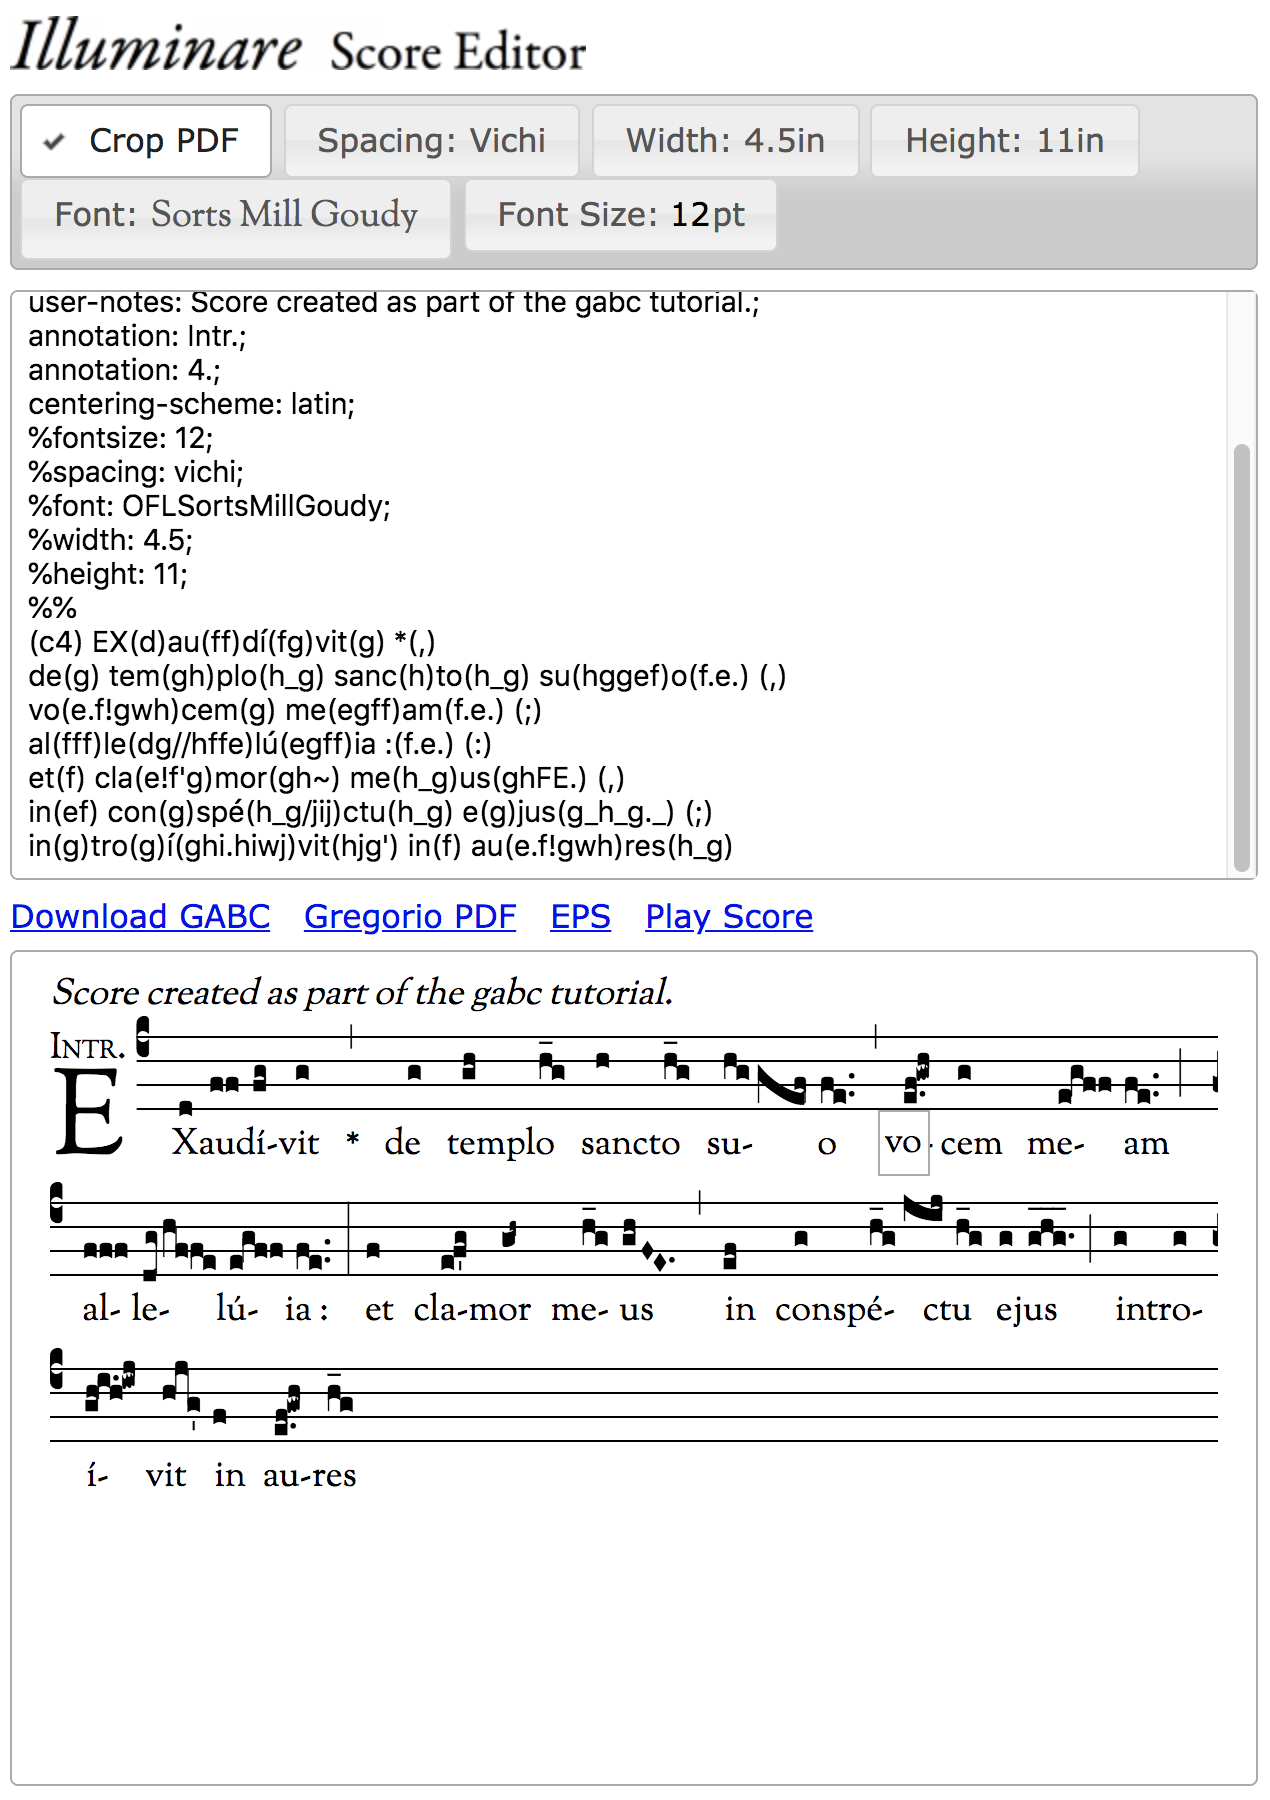 Illuminare Score Editor
Crop PDF Spacing: Vichi Width: 4.5in Height: 11in
Font: Sorts Mill Goudy Font Size: 12pt
user-notes: Score created as part of the gabc tutorial.;
annotation: Intr.;
annotation: 4.;
centering-scheme: latin;
%fontsize: 12;
%spacing: vichi;
%font: OFLSortsMillGoudy;
%width: 4.5;
%height: 11;
%%
(c4) EX(d)au(ff)dí(fg)vit(g) *(,)
de(g) tem(gh)plo(h_g) sanc(h)to(h_g) su(hggef)o(f.e.) (,)
vo(e.f!gwh)cem(g) me(egff)am(f.e.) (;)
al(fff)le(dg//hffe)lú(egff)ia :(f.e.) (:)
et(f) cla(e!f'g)mor(gh~) me(h_g)us(ghFE.) (,)
in(ef) con(g)spé(h_g/jij)ctu(h_g) e(g)jus(g_h_g._) (;)
in(g)tro(g)í(ghi.hiwj)vit(hjg') in(f) au(e.f!gwh)res(h_g)
Download GABC Gregorio PDF EPS Play Score
Score created as part of the gabc tutorial.
INTR.
EXaudí-vit * de templo sancto su- o vo-cem me- am
al- le- lú- ia : et cla-mor me- us in conspé- ctu ejus intro-
í- vit in au-res